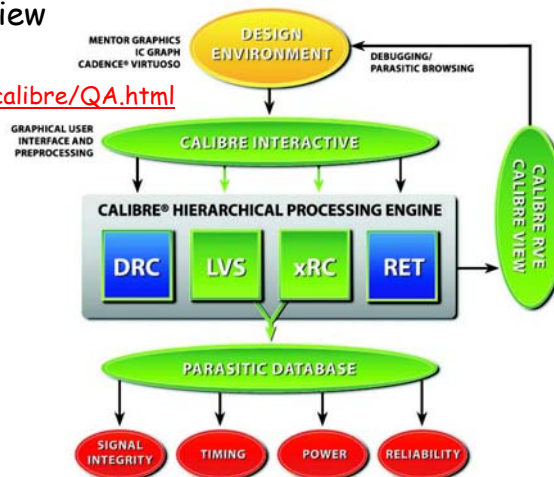 iew
MENTOR GRAPHICS
IC GRAPH
CADENCE® VIRTUOSO
DESIGN
ENVIRONMENT
DEBUGGING/
PARASITIC BROWSING
calibre/QA.html
GRAPHICAL USER
INTERFACE AND
PREPROCESSING
CALIBRE INTERACTIVE
CALIBRE RVE
CALIBRE VIEW
CALIBRE® HIERARCHICAL PROCESSING ENGINE
DRC
LVS
xRC
RET
PARASITIC DATABASE
SIGNAL
INTEGRITY
TIMING
POWER
RELIABILITY